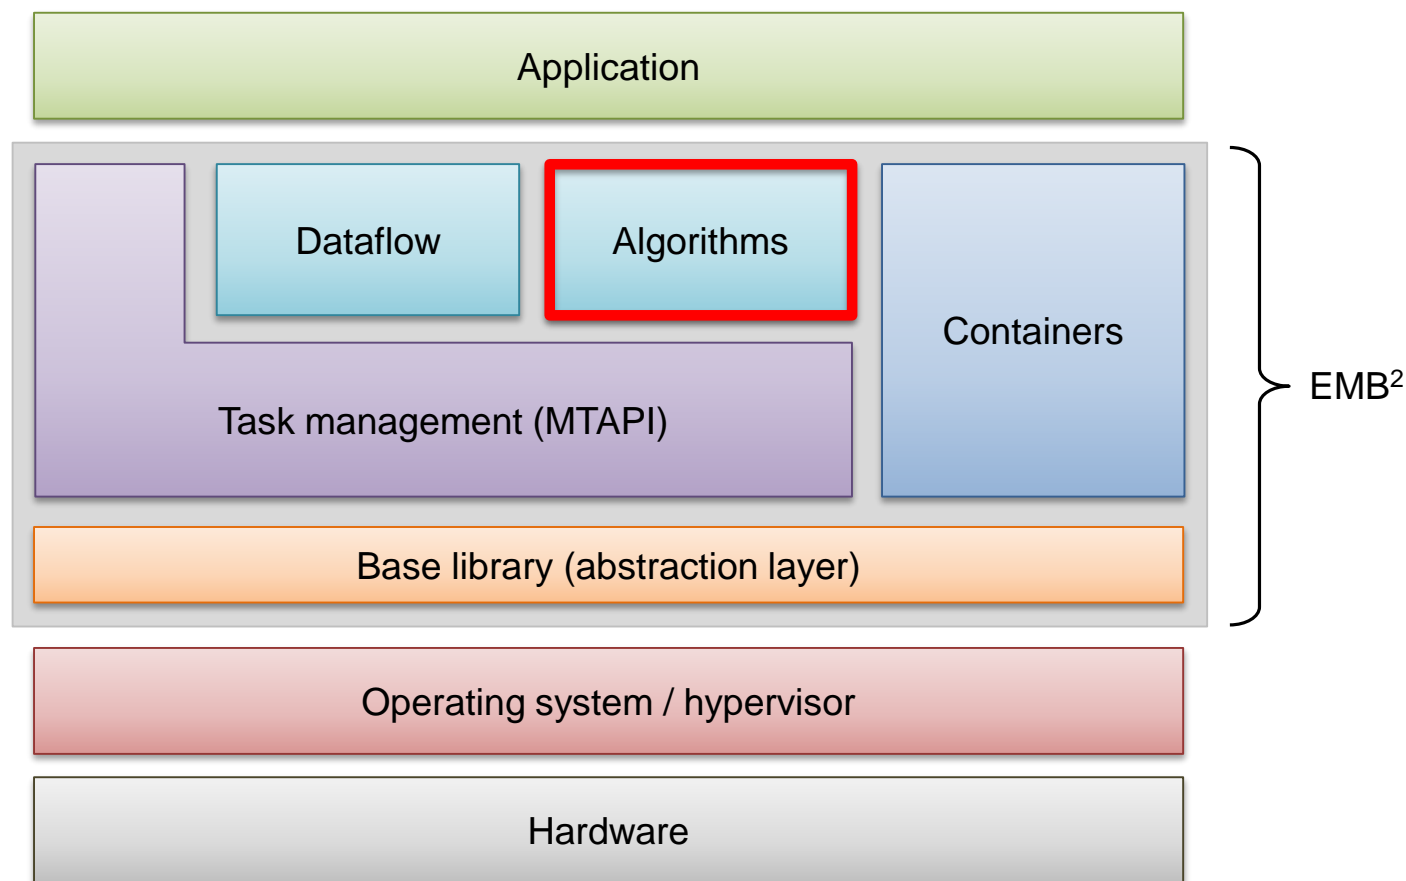 Application
Dataflow
Algorithms
Containers
EMB²
Task management (MTAPI)
Base library (abstraction layer)
Operating system / hypervisor
Hardware